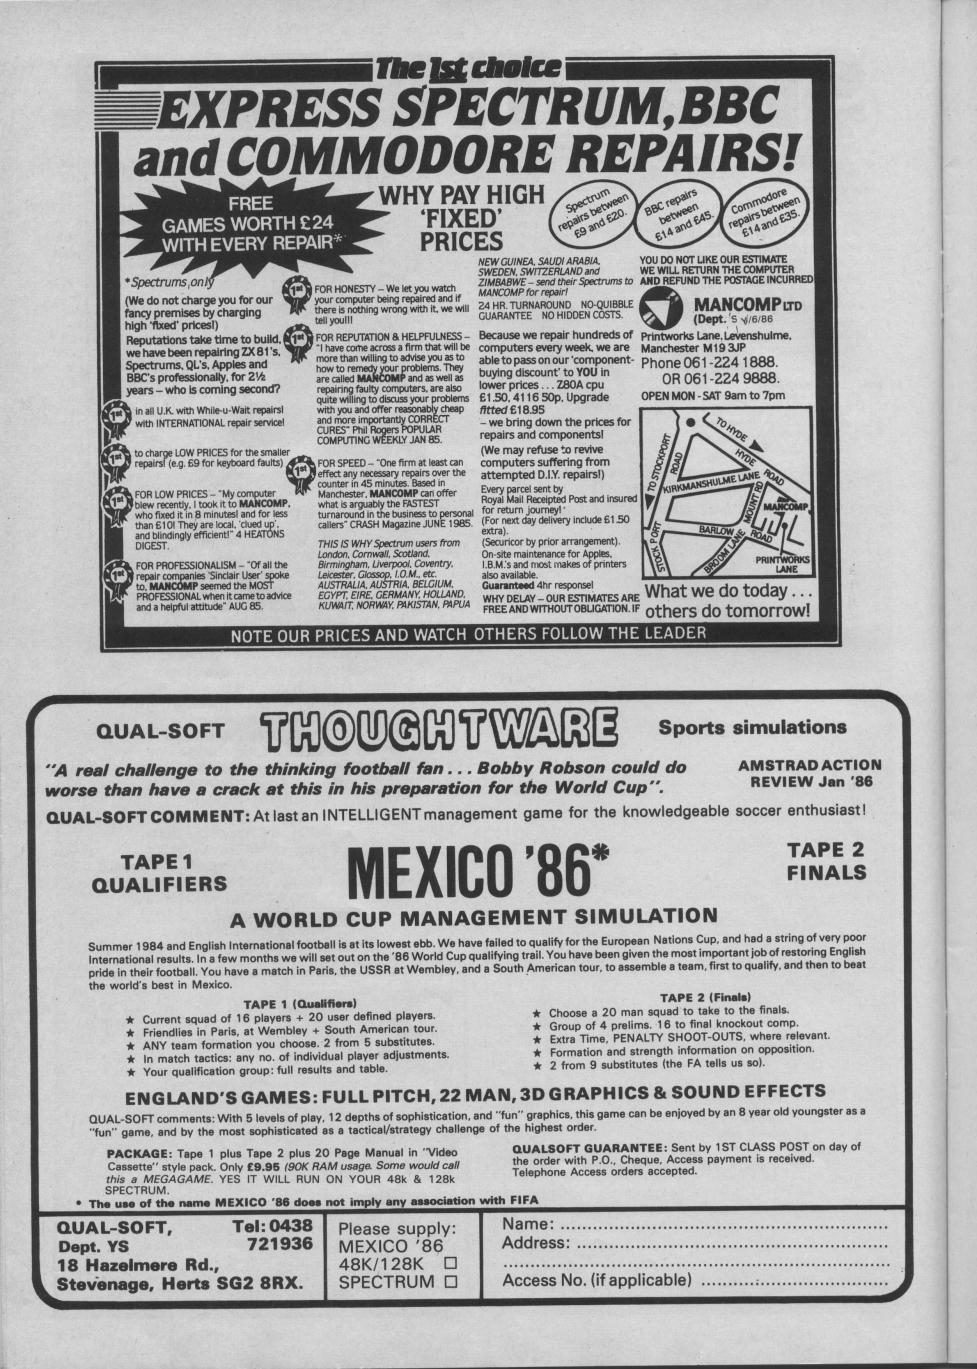 The 1st choice
EXPRESS SPECTRUM, BBC
and COMMODORE REPAIRS!
FREE
GAMES WORTH £24
WITH EVERY REPAIR*
WHY PAY HIGH
'FIXED'
PRICES
Spectrum
repairs between
£9 and £20.
BBC repairs
between
£14 and £45.
Commodore
repairs between
£14 and £35.
*Spectrums only
(We do not charge you for our
fancy premises by charging
high 'fixed' prices!)
Reputations take time to build,
we have been repairing ZX 81's,
Spectrums, QL's, Apples and
BBC's professionally, for 2½
years – who is coming second?
1st
in all U.K. with While-u-Wait repairs!
with INTERNATIONAL repair service!
1st
to charge LOW PRICES for the smaller
repairs! (e.g. £9 for keyboard faults)
1st
FOR LOW PRICES – "My computer
blew recently, I took it to MANCOMP,
who fixed it in 8 minutes! and for less
than £10! They are local, 'clued up',
and blindingly efficient!" 4 HEATONS
DIGEST.
1st
FOR PROFESSIONALISM – "Of all the
repair companies 'Sinclair User' spoke
to, MANCOMP seemed the MOST
PROFESSIONAL when it came to advice
and a helpful attitude" AUG 85.
1st
FOR HONESTY – We let you watch
your computer being repaired and if
there is nothing wrong with it, we will
tell you!!!
1st
FOR REPUTATION & HELPFULNESS –
"I have come across a firm that will be
more than willing to advise you as to
how to remedy your problems. They
are called MANCOMP and as well as
repairing faulty computers, are also
quite willing to discuss your problems
with you and offer reasonably cheap
and more importantly CORRECT
CURES" Phil Rogers POPULAR
COMPUTING WEEKLY JAN 85.
1st
FOR SPEED – "One firm at least can
effect any necessary repairs over the
counter in 45 minutes. Based in
Manchester, MANCOMP can offer
what is arguably the FASTEST
turnaround in the business to personal
callers" CRASH Magazine JUNE 1985.
THIS IS WHY Spectrum users from
London, Cornwall, Scotland,
Birmingham, Liverpool, Coventry,
Leicester, Glossop, I.O.M., etc.
AUSTRALIA, AUSTRIA, BELGIUM,
EGYPT, EIRE, GERMANY, HOLLAND,
KUWAIT, NORWAY, PAKISTAN, PAPUA
NEW GUINEA, SAUDI ARABIA,
SWEDEN, SWITZERLAND and
ZIMBABWE – send their Spectrums to
MANCOMP for repair!
24 HR. TURNAROUND NO-QUIBBLE
GUARANTEE NO HIDDEN COSTS.
Because we repair hundreds of
computers every week, we are
able to pass on our 'component-
buying discount' to YOU in
lower prices ... Z80A cpu
£1.50, 4116 50p, Upgrade
fitted £18.95
– we bring down the prices for
repairs and components!
(We may refuse to revive
computers suffering from
attempted D.I.Y. repairs!)
Every parcel sent by
Royal Mail Receipted Post and insured
for return journey!
(For next day delivery include £1.50
extra).
(Securicor by prior arrangement).
On-site maintenance for Apples,
I.B.M.'s and most makes of printers
also available.
Guaranteed 4hr response!
WHY DELAY – OUR ESTIMATES ARE
FREE AND WITHOUT OBLIGATION. IF
YOU DO NOT LIKE OUR ESTIMATE
WE WILL RETURN THE COMPUTER
AND REFUND THE POSTAGE INCURRED
MANCOMP LTD
(Dept. /6/86
Printworks Lane, Levenshulme,
Manchester M19 3JP
Phone 061-224 1888.
OR 061-224 9888.
OPEN MON - SAT 9am to 7pm
TO STOCKPORT
ROAD
TO HYDE
HYDE ROAD
KIRKMANSHULME LANE
MOUNT RD
MANCOMP
BARLOW ROAD
BROOM LANE
STOCKPORT
PRINTWORKS
LANE
What we do today ...
others do tomorrow!
NOTE OUR PRICES AND WATCH OTHERS FOLLOW THE LEADER
QUAL-SOFT THOUGHTWARE Sports simulations
"A real challenge to the thinking football fan ... Bobby Robson could do
worse than have a crack at this in his preparation for the World Cup".
AMSTRAD ACTION
REVIEW Jan '86
QUAL-SOFT COMMENT: At last an INTELLIGENT management game for the knowledgeable soccer enthusiast!
TAPE 1
QUALIFIERS
MEXICO '86*
TAPE 2
FINALS
A WORLD CUP MANAGEMENT SIMULATION
Summer 1984 and English International football is at its lowest ebb. We have failed to qualify for the European Nations Cup, and had a string of very poor
International results. In a few months we will set out on the '86 World Cup qualifying trail. You have been given the most important job of restoring English
pride in their football. You have a match in Paris, the USSR at Wembley, and a South American tour, to assemble a team, first to qualify, and then to beat
the world's best in Mexico.
TAPE 1 (Qualifiers)
★ Current squad of 16 players + 20 user defined players.
★ Friendlies in Paris, at Wembley + South American tour.
★ ANY team formation you choose. 2 from 5 substitutes.
★ In match tactics: any no. of individual player adjustments.
★ Your qualification group: full results and table.
TAPE 2 (Finals)
★ Choose a 20 man squad to take to the finals.
★ Group of 4 prelims. 16 to final knockout comp.
★ Extra Time, PENALTY SHOOT-OUTS, where relevant.
★ Formation and strength information on opposition.
★ 2 from 9 substitutes (the FA tells us so).
ENGLAND'S GAMES: FULL PITCH, 22 MAN, 3D GRAPHICS & SOUND EFFECTS
QUAL-SOFT comments: With 5 levels of play, 12 depths of sophistication, and "fun" graphics, this game can be enjoyed by an 8 year old youngster as a
"fun" game, and by the most sophisticated as a tactical/strategy challenge of the highest order.
PACKAGE: Tape 1 plus Tape 2 plus 20 Page Manual in "Video
Cassette" style pack. Only £9.95 (90K RAM usage. Some would call
this a MEGAGAME. YES IT WILL RUN ON YOUR 48k & 128k
SPECTRUM.
QUALSOFT GUARANTEE: Sent by 1ST CLASS POST on day of
the order with P.O., Cheque, Access payment is received.
Telephone Access orders accepted.
* The use of the name MEXICO '86 does not imply any association with FIFA
QUAL-SOFT, Tel: 0438
Dept. YS 721936
18 Hazelmere Rd.,
Stevenage, Herts SG2 8RX.
Please supply:
MEXICO '86
48K/128K □
SPECTRUM □
Name: ..........
Address: ..........
..........
Access No. (if applicable) ..........